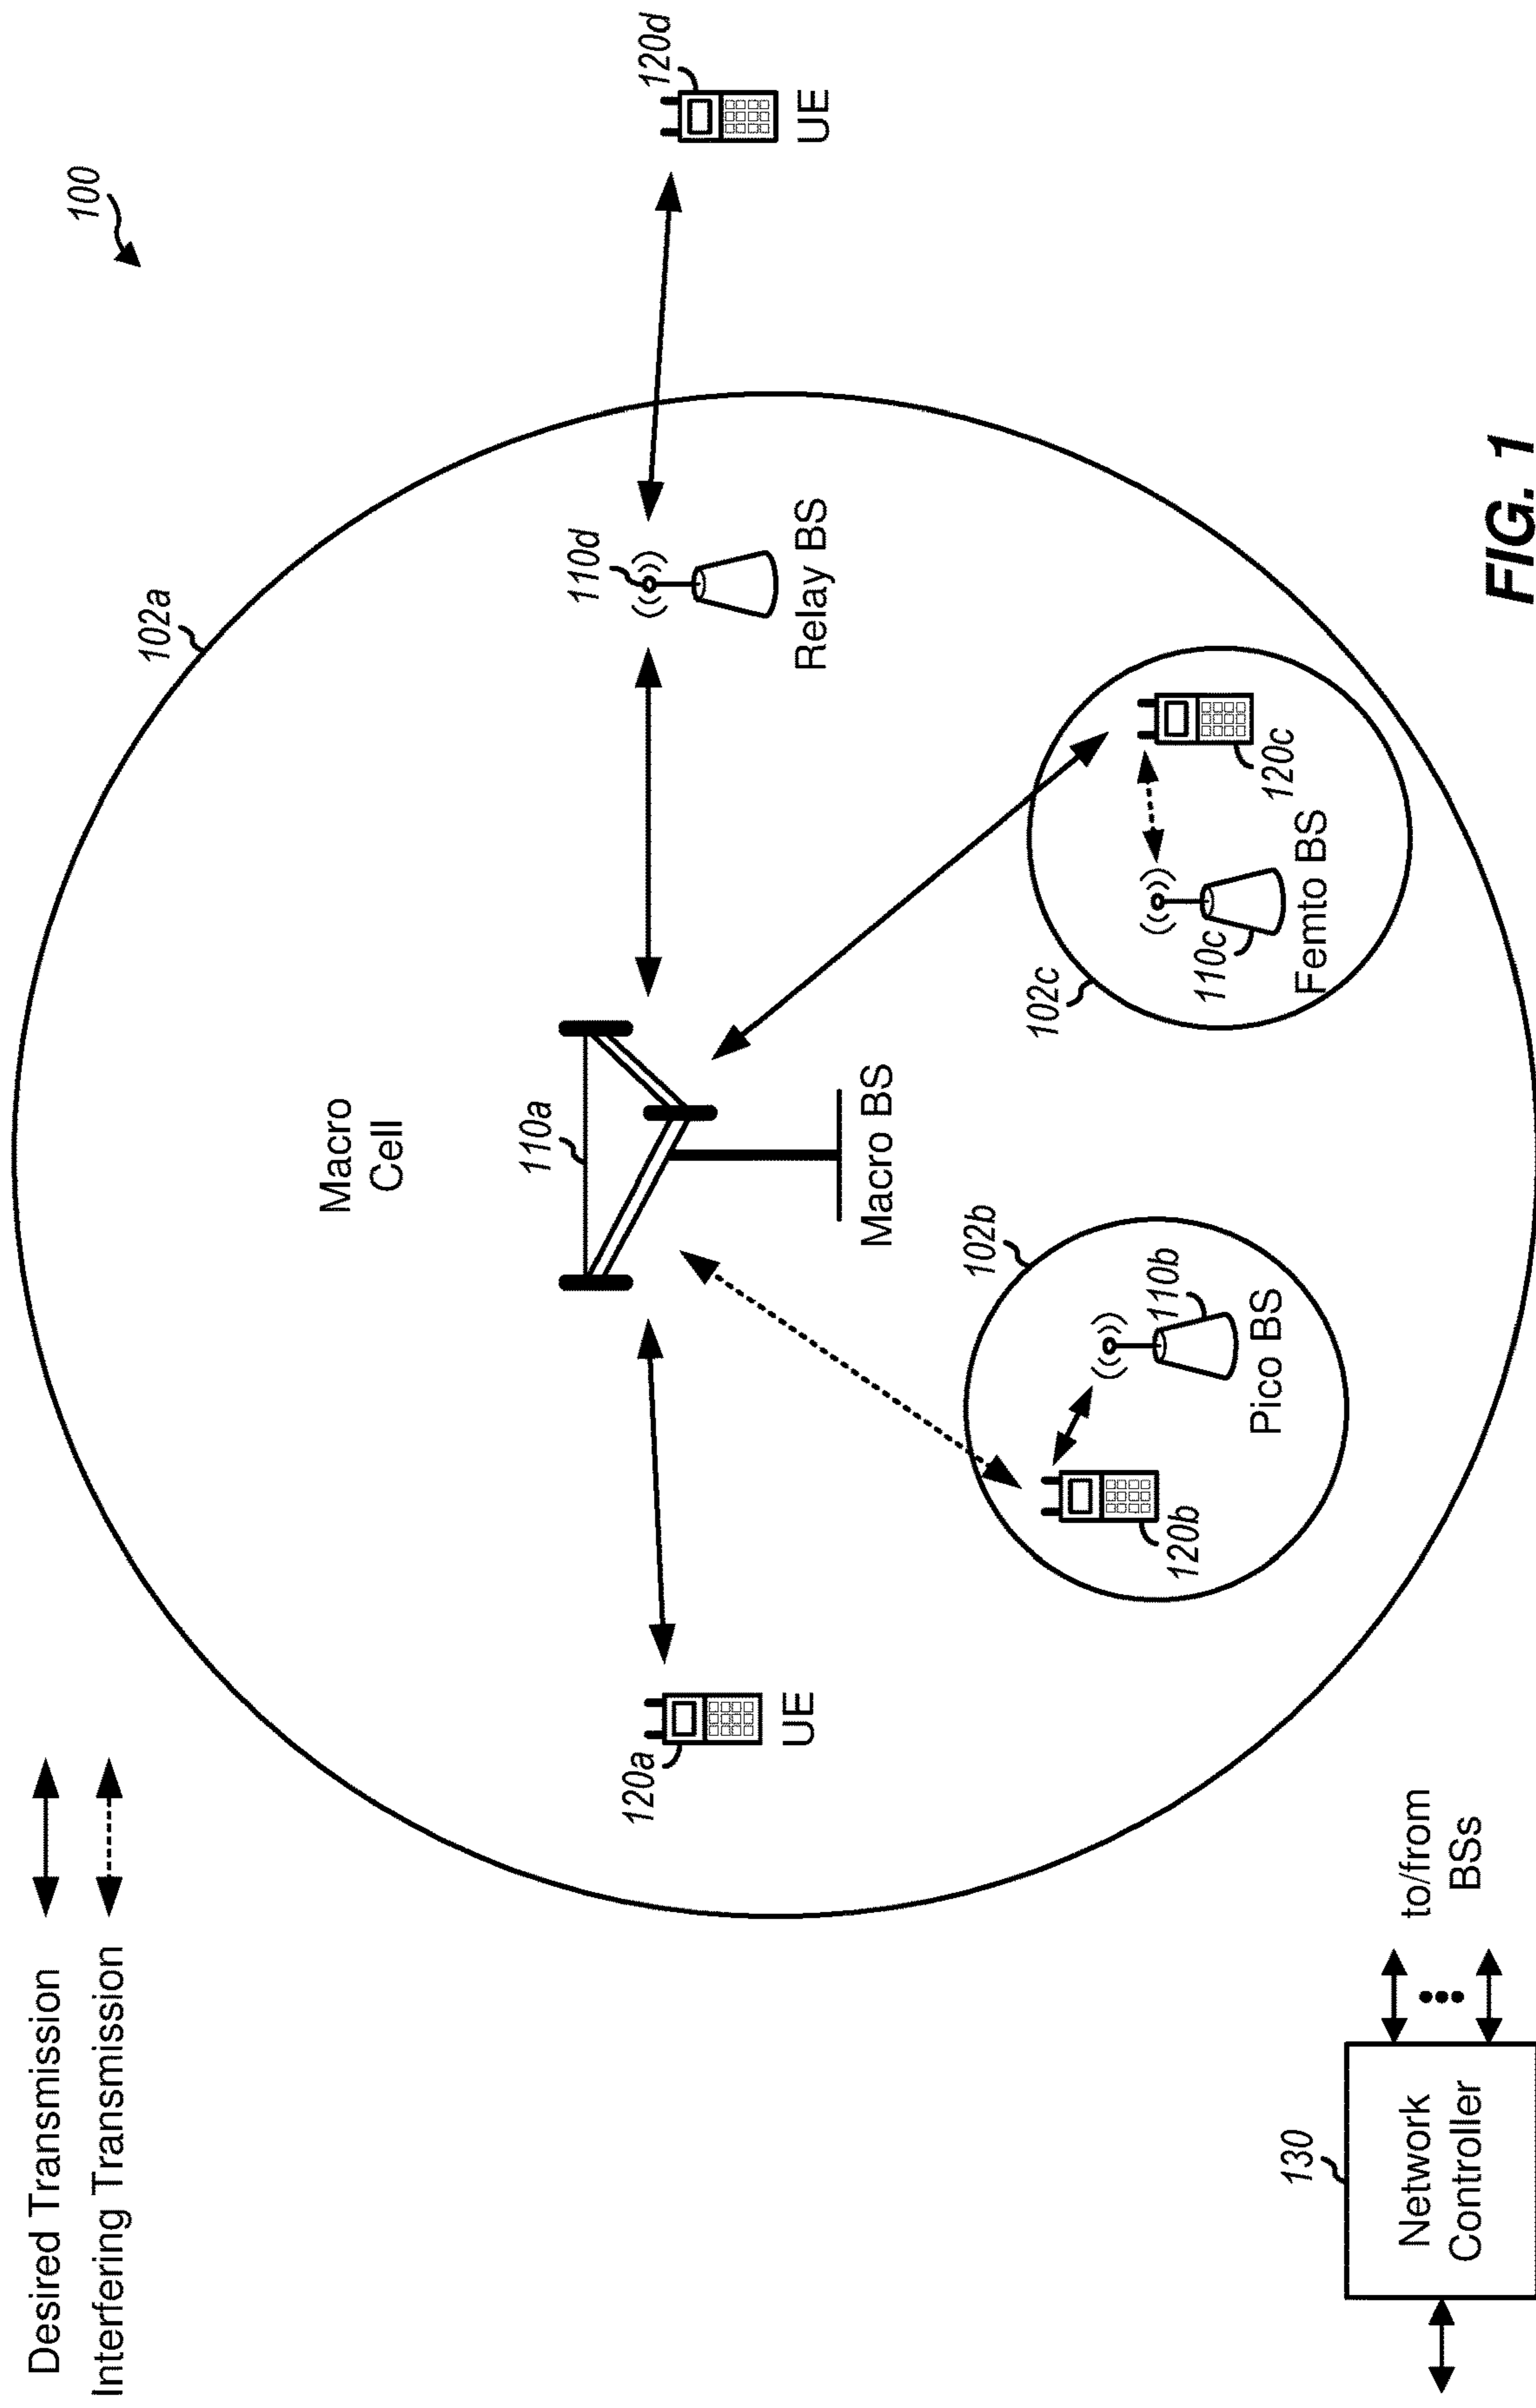 Desired Transmission
Interfering Transmission
100
102a
Macro
Cell
110a
Macro BS
110d
Relay BS
120d
UE
120a
UE
102b
110b
Pico BS
120b
102c
110c
Femto BS
120c
130
Network
Controller
to/from
BSs
FIG. 1